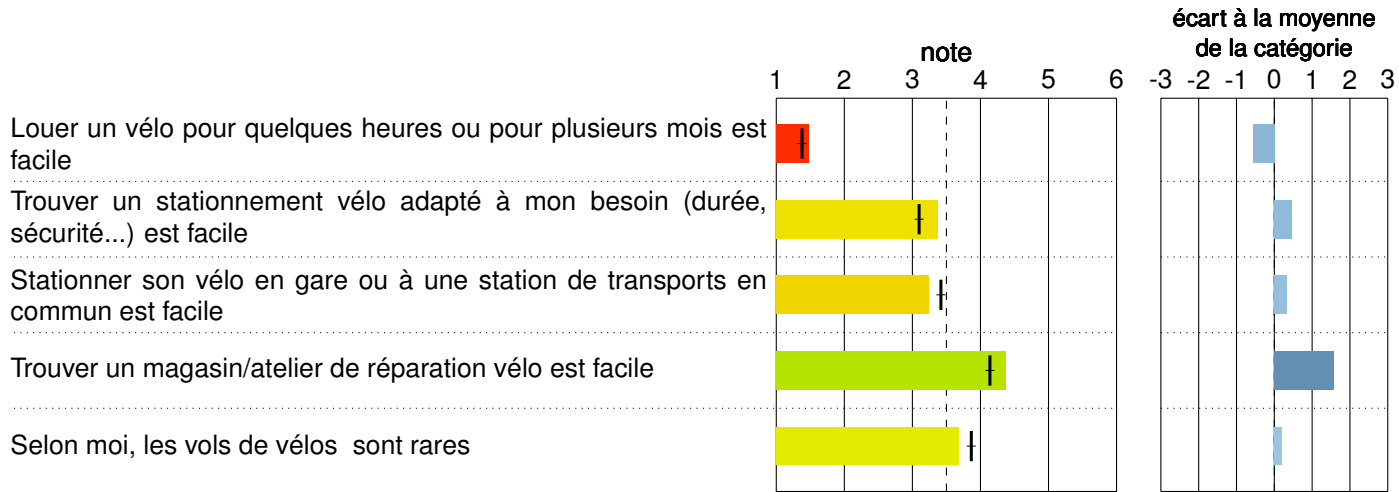 écart à la moyenne
note de la catégorie
1 2 3 4 5 6 -3 -2 -1 0 1 2 3
Louer un vélo pour quelques heures ou pour plusieurs mois est
facile
Trouver un stationnement vélo adapté à mon besoin (durée,
sécurité...) est facile
Stationner son vélo en gare ou à une station de transports en
commun est facile
Trouver un magasin/atelier de réparation vélo est facile
Selon moi, les vols de vélos sont rares